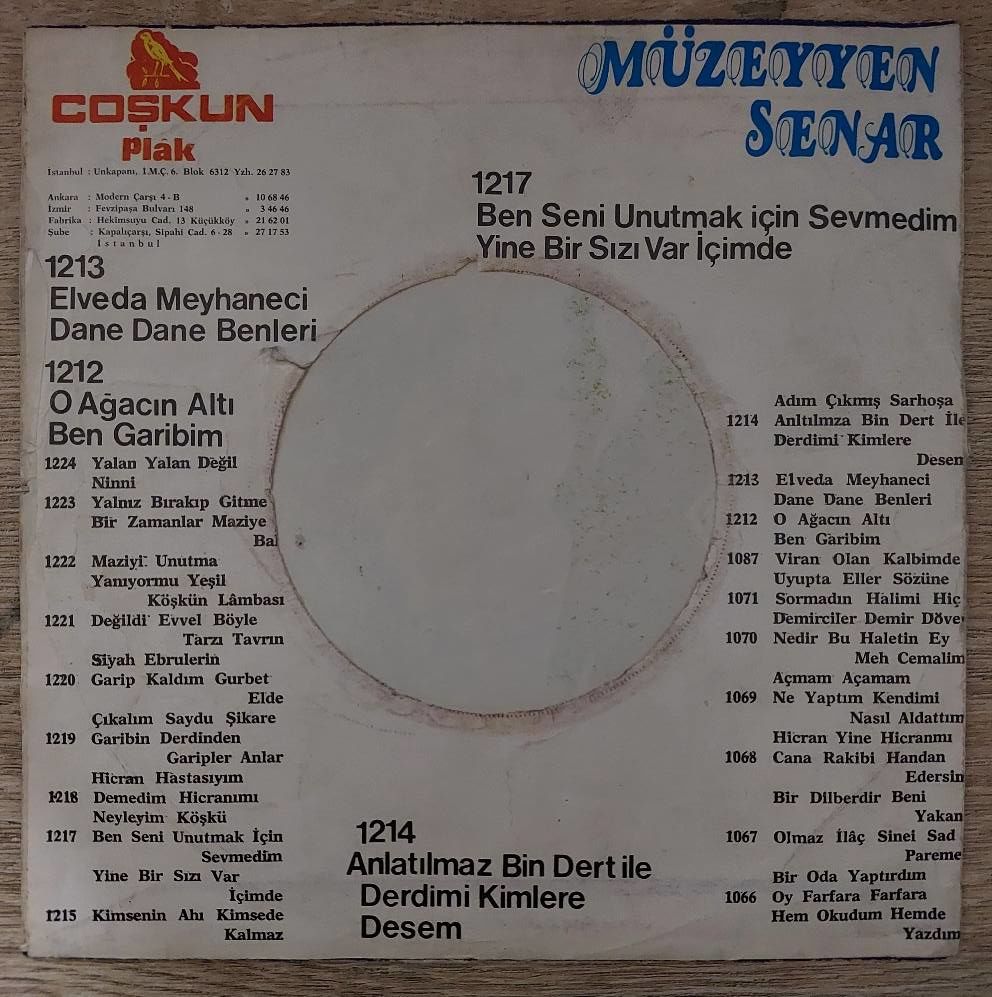 COŞKUN
Plak
İstanbul : Unkapanı, İ.M.Ç. 6. Blok 6312 Yzh. 26 27 83
Ankara : Modern Çarşı 4 - B » 10 68 46
İzmir : Fevzipaşa Bulvarı 148 » 3 46 46
Fabrika : Hekimsuyu Cad. 13 Küçükköy » 21 62 01
Şube : Kapalıçarşı, Sipahi Cad. 6 - 28 » 27 17 53
İstanbul
MÜZEYYEN
SENAR
1217
Ben Seni Unutmak için Sevmedim
Yine Bir Sızı Var İçimde
1213
Elveda Meyhaneci
Dane Dane Benleri
1212
O Ağacın Altı
Ben Garibim
1224 Yalan Yalan Değil
Ninni
1223 Yalnız Bırakıp Gitme
Bir Zamanlar Maziye
Bak
1222 Maziyi Unutma
Yanıyormu Yeşil
Köşkün Lâmbası
1221 Değildi Evvel Böyle
Tarzı Tavrın
Siyah Ebrulerin
1220 Garip Kaldım Gurbet
Elde
Çıkalım Saydu Şikare
1219 Garibin Derdinden
Garipler Anlar
Hicran Hastasıyım
1218 Demedim Hicranımı
Neyleyim Köşkü
1217 Ben Seni Unutmak İçin
Sevmedim
Yine Bir Sızı Var
İçimde
1215 Kimsenin Ahı Kimsede
Kalmaz
1214
Anlatılmaz Bin Dert ile
Derdimi Kimlere
Desem
Adım Çıkmış Sarhoşa
1214 Anltılmza Bin Dert İle
Derdimi Kimlere
Desem
1213 Elveda Meyhaneci
Dane Dane Benleri
1212 O Ağacın Altı
Ben Garibim
1087 Viran Olan Kalbimde
Uyupta Eller Sözüne
1071 Sormadın Halimi Hiç
Demirciler Demir Döve
1070 Nedir Bu Haletin Ey
Meh Cemalim
Açmam Açamam
1069 Ne Yaptım Kendimi
Nasıl Aldattım
Hicran Yine Hicranmı
1068 Cana Rakibi Handan
Edersin
Bir Dilberdir Beni
Yakan
1067 Olmaz İlâç Sinei Sad
Pareme
Bir Oda Yaptırdım
1066 Oy Farfara Farfara
Hem Okudum Hemde
Yazdım